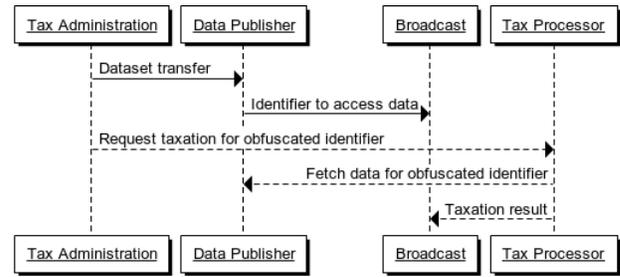 Tax Administration Data Publisher Broadcast Tax Processor
Dataset transfer
Identifier to access data
Request taxation for obfuscated identifier
Fetch data for obfuscated identifier
Taxation result
Tax Administration Data Publisher Broadcast Tax Processor